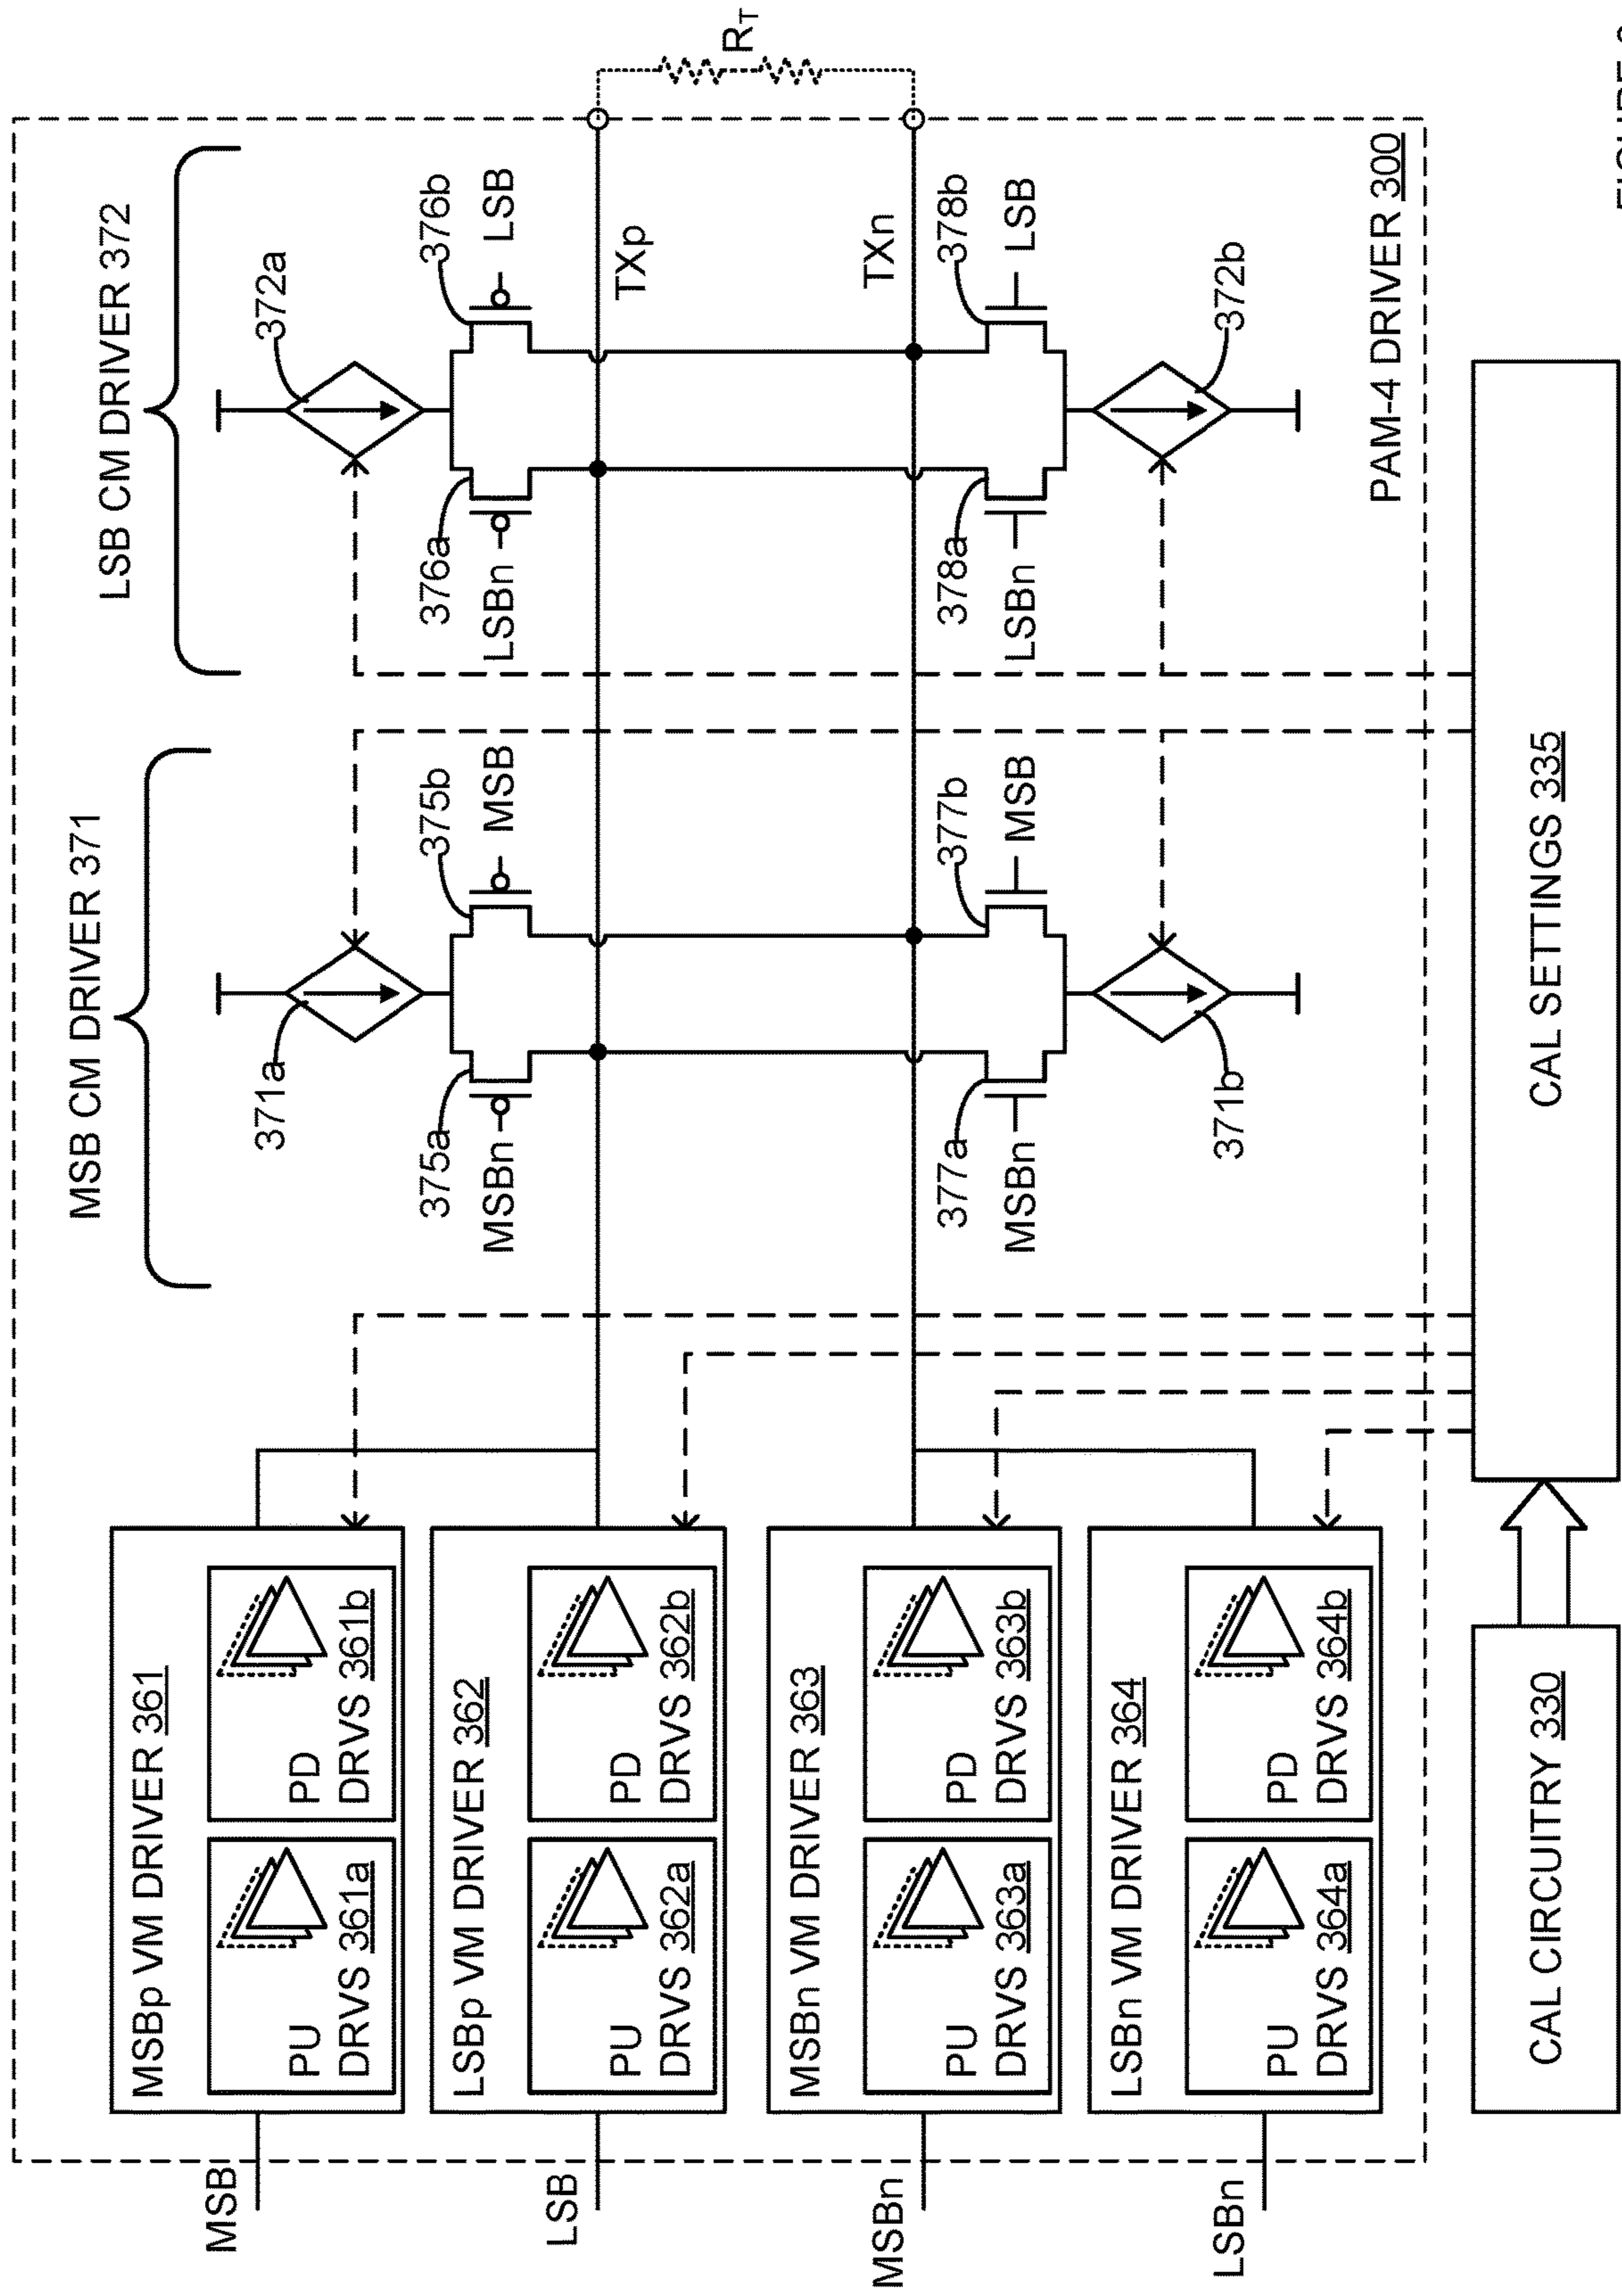 LSB CM DRIVER 372
MSB CM DRIVER 371
MSBp VM DRIVER 361
PU
DRVS 361a
PD
DRVS 361b
MSB
LSBp VM DRIVER 362
PU
DRVS 362a
PD
DRVS 362b
LSB
MSBn VM DRIVER 363
PU
DRVS 363a
PD
DRVS 363b
MSBn
LSBn VM DRIVER 364
PU
DRVS 364a
PD
DRVS 364b
LSBn
371a
375a
375b
MSBn
MSB
377a
377b
MSBn
MSB
371b
372a
376a
376b
LSBn
LSB
TXp
TXn
378a
378b
LSBn
LSB
372b
RT
PAM-4 DRIVER 300
CAL CIRCUITRY 330
CAL SETTINGS 335